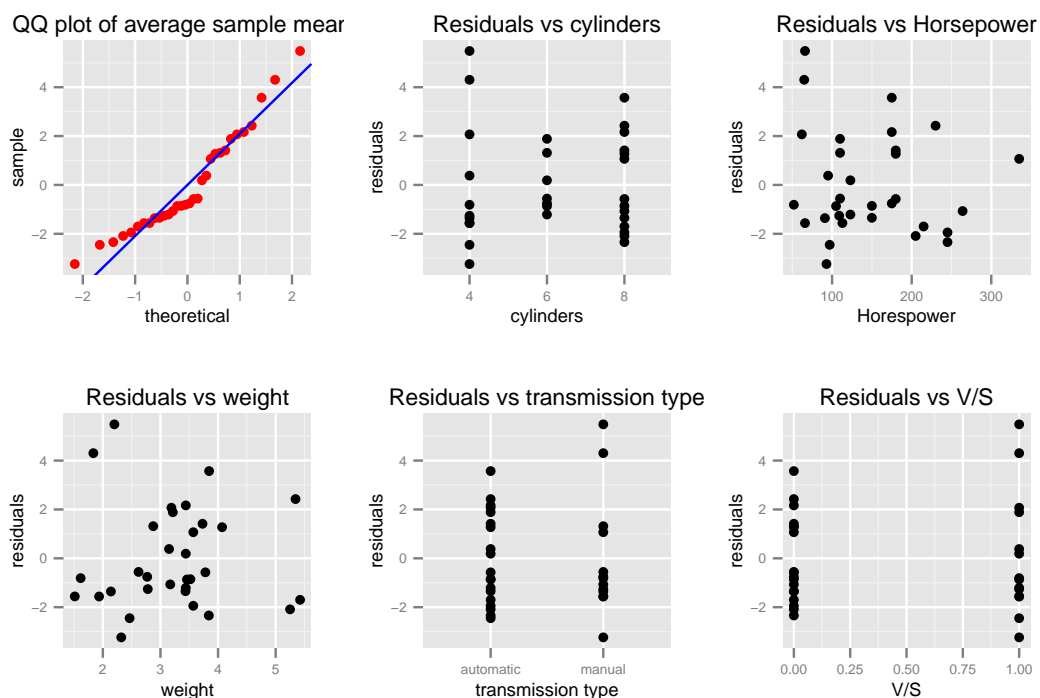 QQ plot of average sample mean
4
2
0
−2
sample
−2
−1
0
1
2
theoretical
Residuals vs cylinders
4
2
0
−2
residuals
4
6
8
cylinders
Residuals vs Horsepower
4
2
0
−2
residuals
100
200
300
Horespower
Residuals vs weight
4
2
0
−2
residuals
2
3
4
5
weight
Residuals vs transmission type
4
2
0
−2
residuals
automatic
manual
transmission type
Residuals vs V/S
4
2
0
−2
residuals
0.00
0.25
0.50
0.75
1.00
V/S